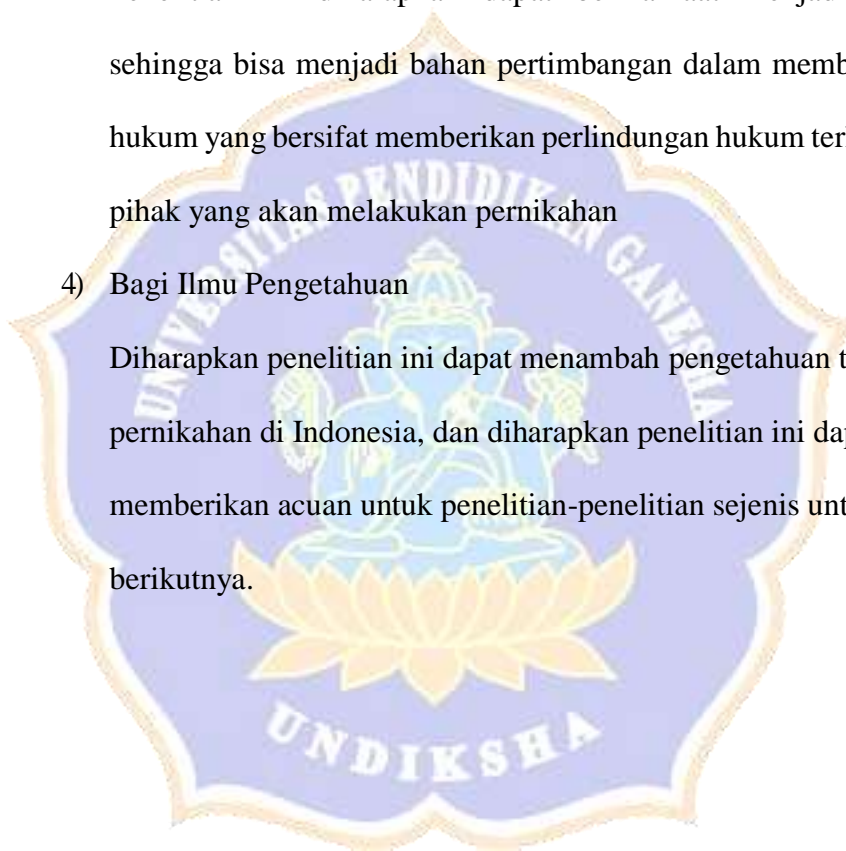 sehingga bisa menjadi bahan pertimbangan dalam memb
hukum yang bersifat memberikan perlindungan hukum ter
pihak yang akan melakukan pernikahan
4) Bagi Ilmu Pengetahuan
Diharapkan penelitian ini dapat menambah pengetahuan t
pernikahan di Indonesia, dan diharapkan penelitian ini da
memberikan acuan untuk penelitian-penelitian sejenis unt
berikutnya.
UNIVERSITAS PENDIDIKAN GANESHA
UNDIKSHA